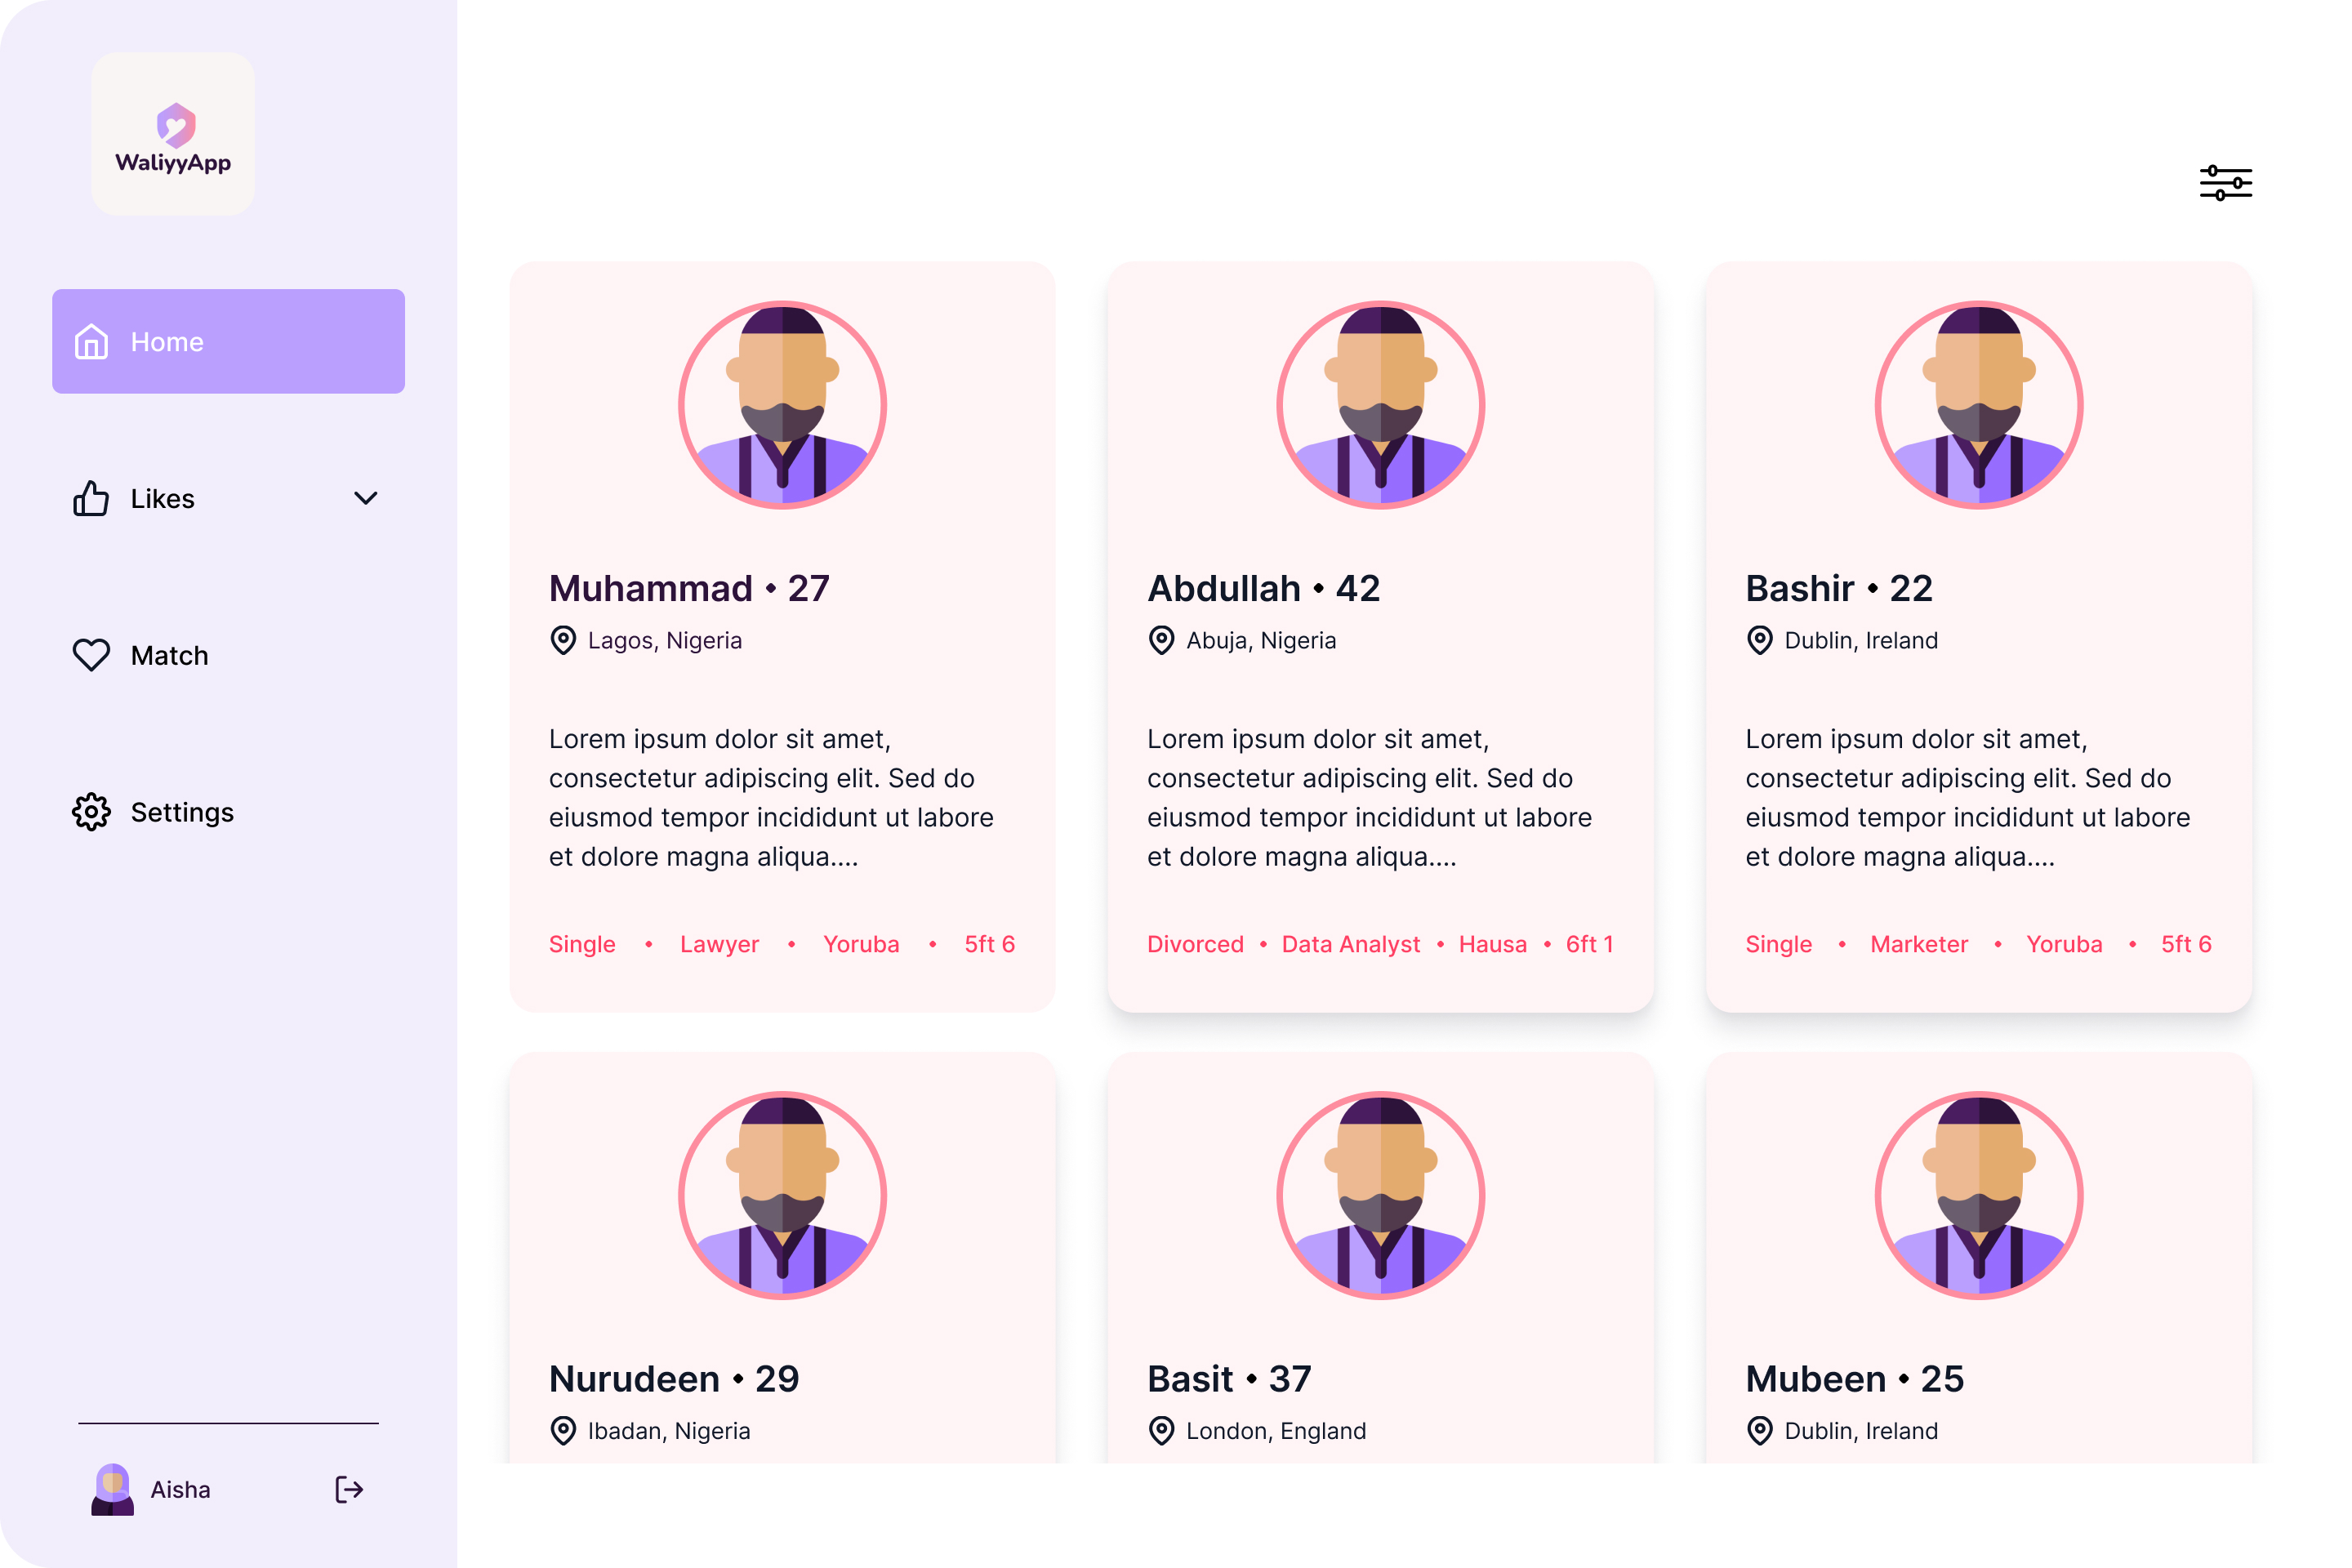 WaliyyApp
Home
Likes
Match
Settings
Aisha
Muhammad • 27
Lagos, Nigeria
Lorem ipsum dolor sit amet,
consectetur adipiscing elit. Sed do
eiusmod tempor incididunt ut labore
et dolore magna aliqua....
Single • Lawyer • Yoruba • 5ft 6
Abdullah • 42
Abuja, Nigeria
Lorem ipsum dolor sit amet,
consectetur adipiscing elit. Sed do
eiusmod tempor incididunt ut labore
et dolore magna aliqua....
Divorced • Data Analyst • Hausa • 6ft 1
Bashir • 22
Dublin, Ireland
Lorem ipsum dolor sit amet,
consectetur adipiscing elit. Sed do
eiusmod tempor incididunt ut labore
et dolore magna aliqua....
Single • Marketer • Yoruba • 5ft 6
Nurudeen • 29
Ibadan, Nigeria
Basit • 37
London, England
Mubeen • 25
Dublin, Ireland